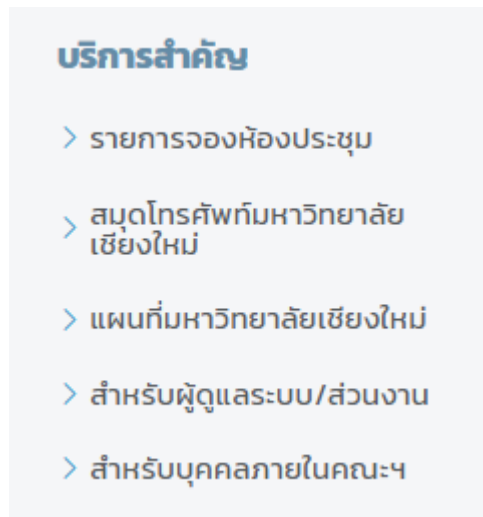 บริการสำคัญ
รายการจองห้องประชุม
สมุดโทรศัพท์มหาวิทยาลัย
เชียงใหม่
แผนที่มหาวิทยาลัยเชียงใหม่
สำหรับผู้ดูแลระบบ/ส่วนงาน
สำหรับบุคคลภายในคณะฯ